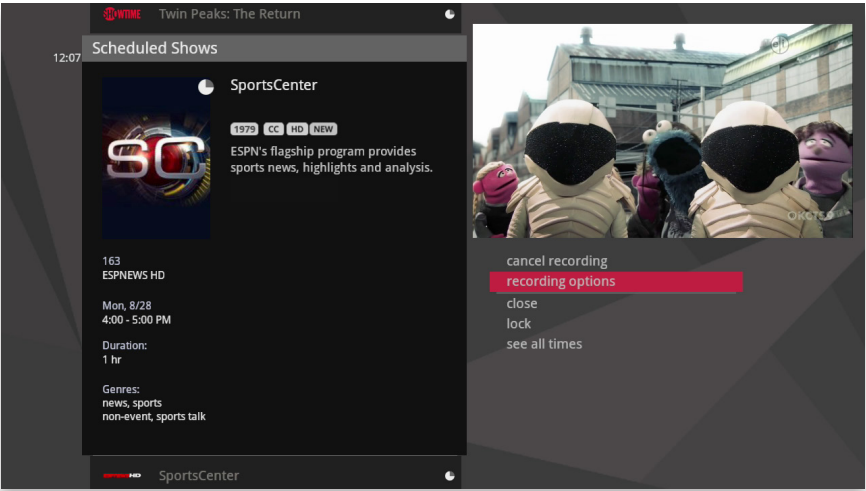 SHOWTIME Twin Peaks: The Return
Scheduled Shows
12:07
SC
SportsCenter
1979 CC HD NEW
ESPN's flagship program provides
sports news, highlights and analysis.
163
ESPNEWS HD
Mon, 8/28
4:00 - 5:00 PM
Duration:
1 hr
Genres:
news, sports
non-event, sports talk
SportsCenter
OKCTS 9
cancel recording
recording options
close
lock
see all times